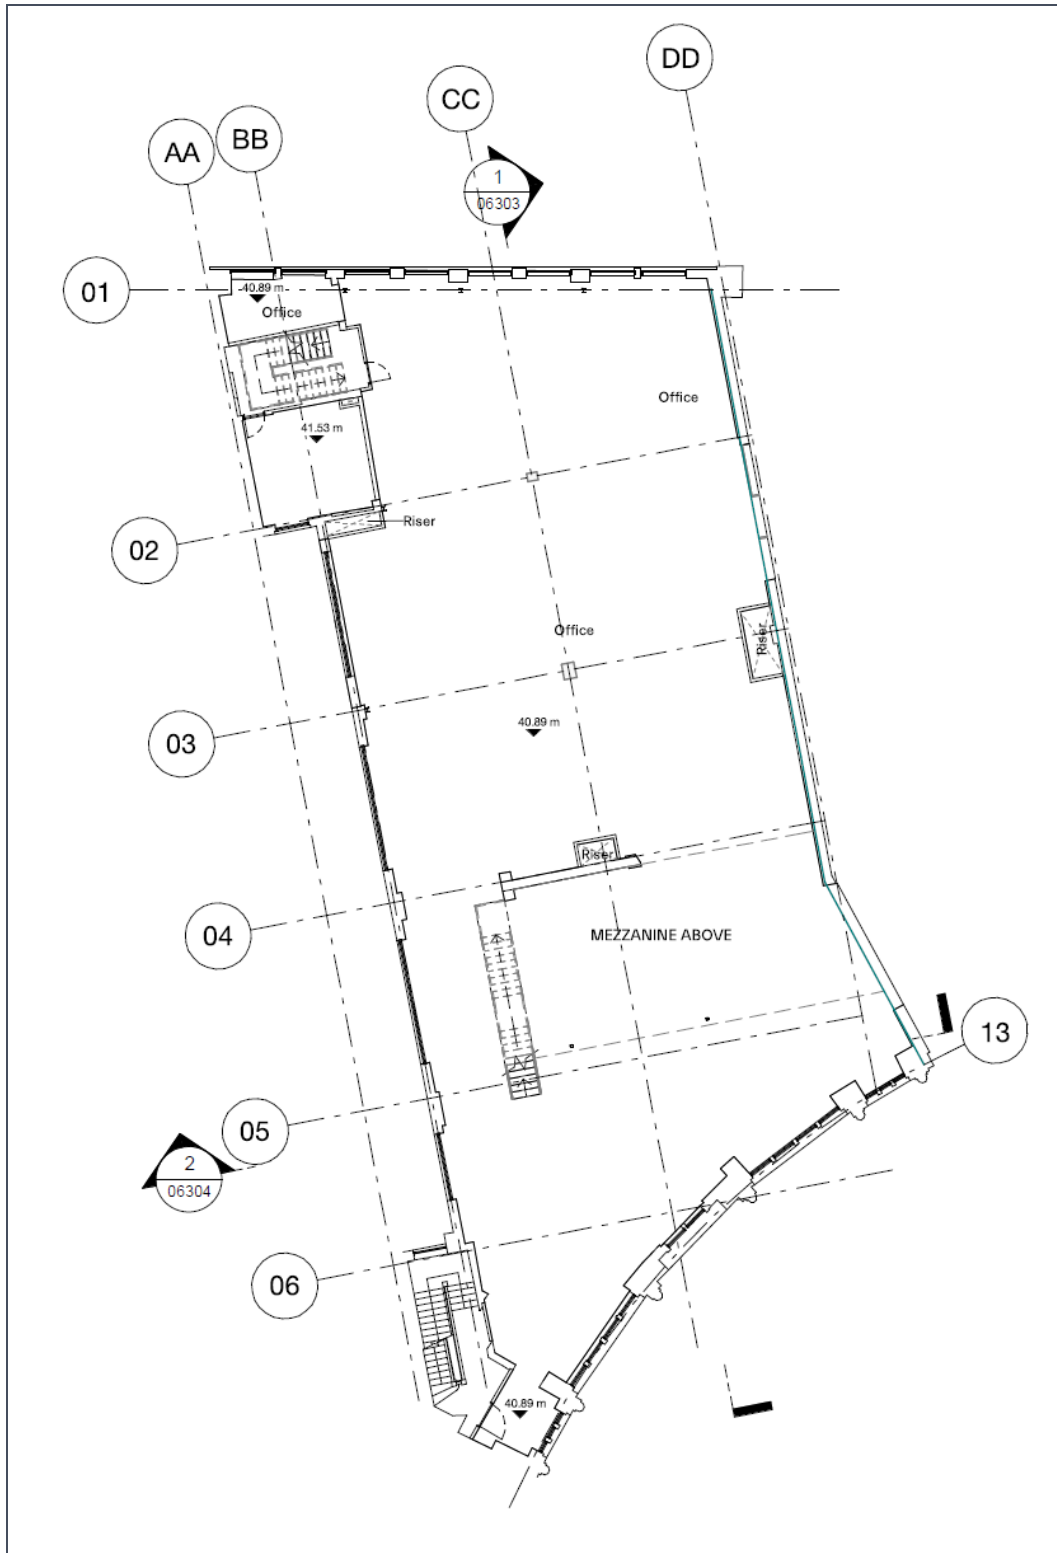 DD
CC
BB
AA
1
06303
01
40.89 m
Office
Office
41.53 m
Riser
02
Office
Riser
03
40.89 m
Riser
04
MEZZANINE ABOVE
13
05
2
06304
06
40.89 m